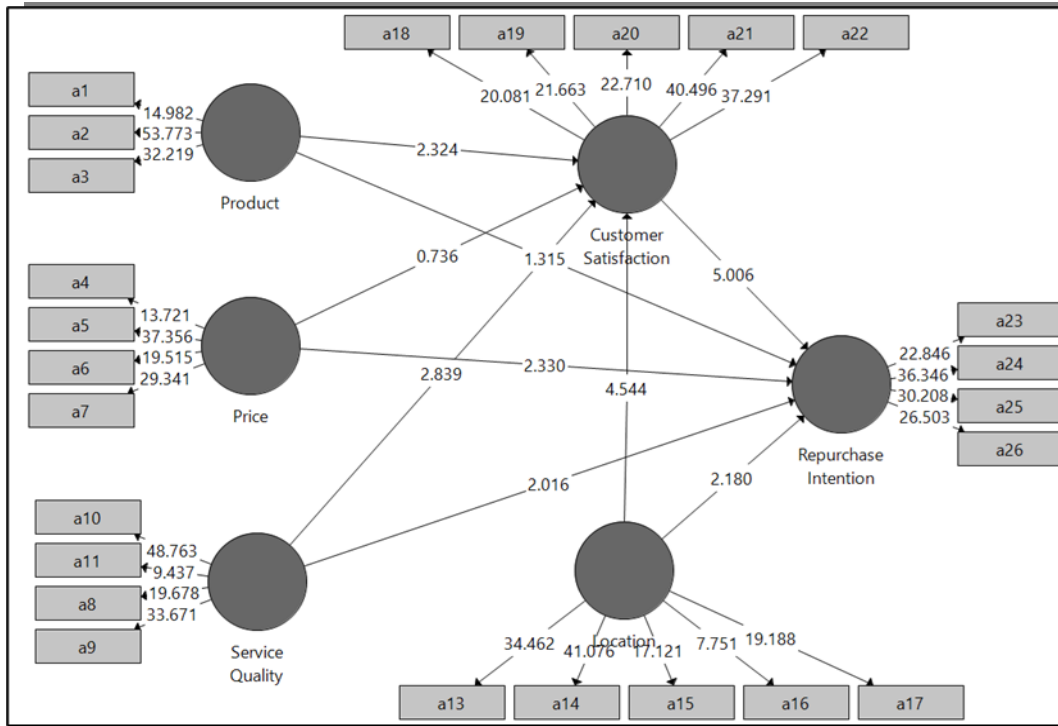 a18
a19
a20
a21
a22
20.081
21.663
22.710
40.496
37.291
a1
a2
a3
14.982
53.773
32.219
Product
2.324
Customer
Satisfaction
0.736
1.315
5.006
a4
a5
a6
a7
13.721
37.356
19.515
29.341
Price
2.839
2.330
4.544
a23
a24
a25
a26
22.846
36.346
30.208
26.503
Repurchase
Intention
2.016
2.180
a10
a11
a8
a9
48.763
9.437
19.678
33.671
Service
Quality
Location
34.462
41.076
17.121
7.751
19.188
a13
a14
a15
a16
a17